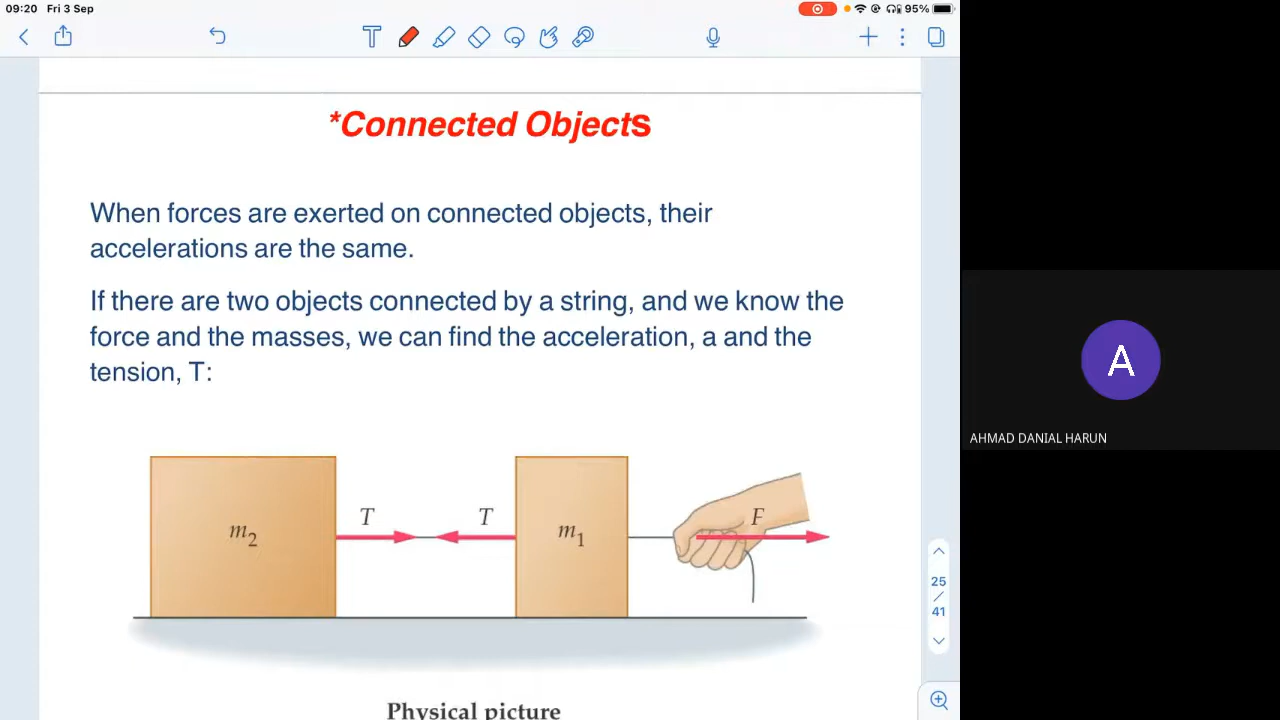 09:20 Fri 3 Sep
95%
T
*Connected Objects
When forces are exerted on connected objects, their
accelerations are the same.
If there are two objects connected by a string, and we know the
force and the masses, we can find the acceleration, a and the
tension, T:
T
T
F
m2
m1
Physical picture
25
/
41
A
AHMAD DANIAL HARUN